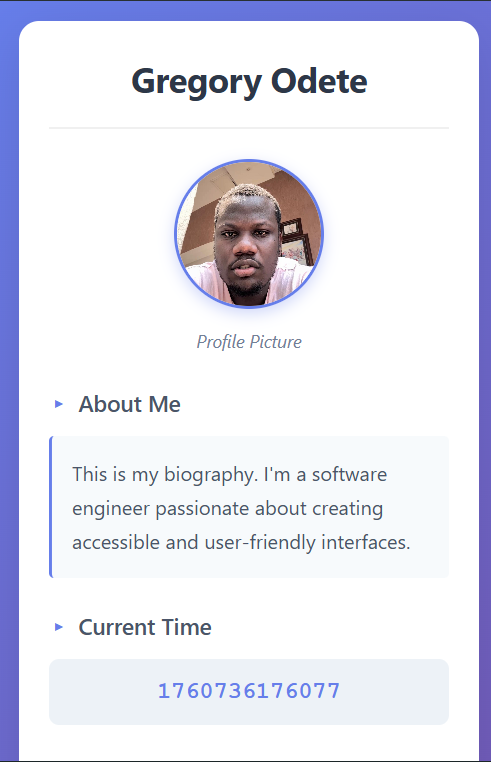 Gregory Odete
Profile Picture
About Me
This is my biography. I'm a software
engineer passionate about creating
accessible and user-friendly interfaces.
Current Time
1760736176077